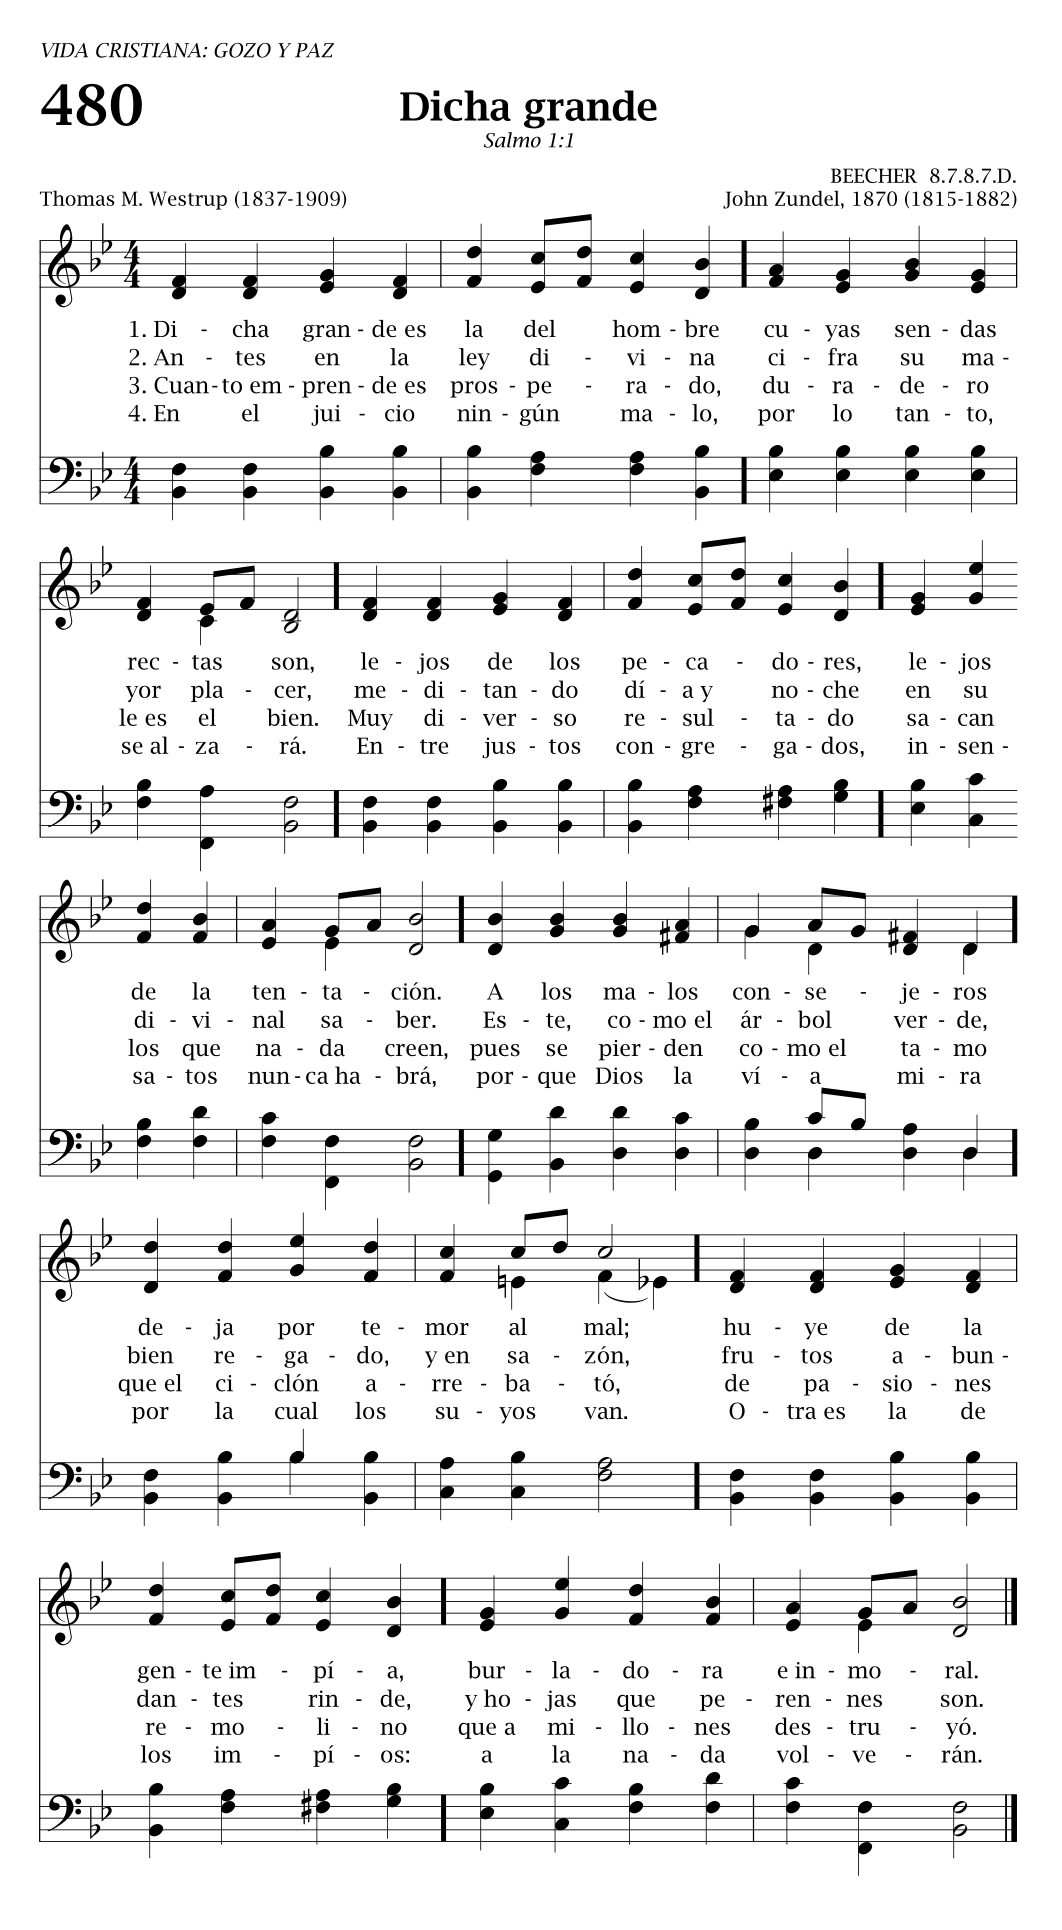 VIDA CRISTIANA: GOZO Y PAZ
480
Dicha grande
Salmo 1:1
BEECHER 8.7.8.7.D.
Thomas M. Westrup (1837-1909) John Zundel, 1870 (1815-1882)
4 4
1. Di - cha gran - de es la del hom - bre cu - yas sen - das
2. An - tes en la ley di - vi - na ci - fra su ma -
3. Cuan - to em - pren - de es pros - pe - ra - do, du - ra - de - ro
4. En el jui - cio nin - gún ma - lo, por lo tan - to,
4 4
rec - tas son, le - jos de los pe - ca - do - res, le - jos
yor pla - cer, me - di - tan - do dí - a y no - che en su
le es el bien. Muy di - ver - so re - sul - ta - do sa - can
se al - za - rá. En - tre jus - tos con - gre - ga - dos, in - sen -
de la ten - ta - ción. A los ma - los con - se - je - ros
di - vi - nal sa - ber. Es - te, co - mo el ár - bol ver - de,
los que na - da creen, pues se pier - den co - mo el ta - mo
sa - tos nun - ca ha - brá, por - que Dios la ví - a mi - ra
de - ja por te - mor al mal; hu - ye de la
bien re - ga - do, y en sa - zón, fru - tos a - bun -
que el ci - clón a - rre - ba - tó, de pa - sio - nes
por la cual los su - yos van. O - tra es la de
gen - te im - pí - a, bur - la - do - ra e in - mo - ral.
dan - tes rin - de, y ho - jas que pe - ren - nes son.
re - mo - li - no que a mi - llo - nes des - tru - yó.
los im - pí - os: a la na - da vol - ve - rán.